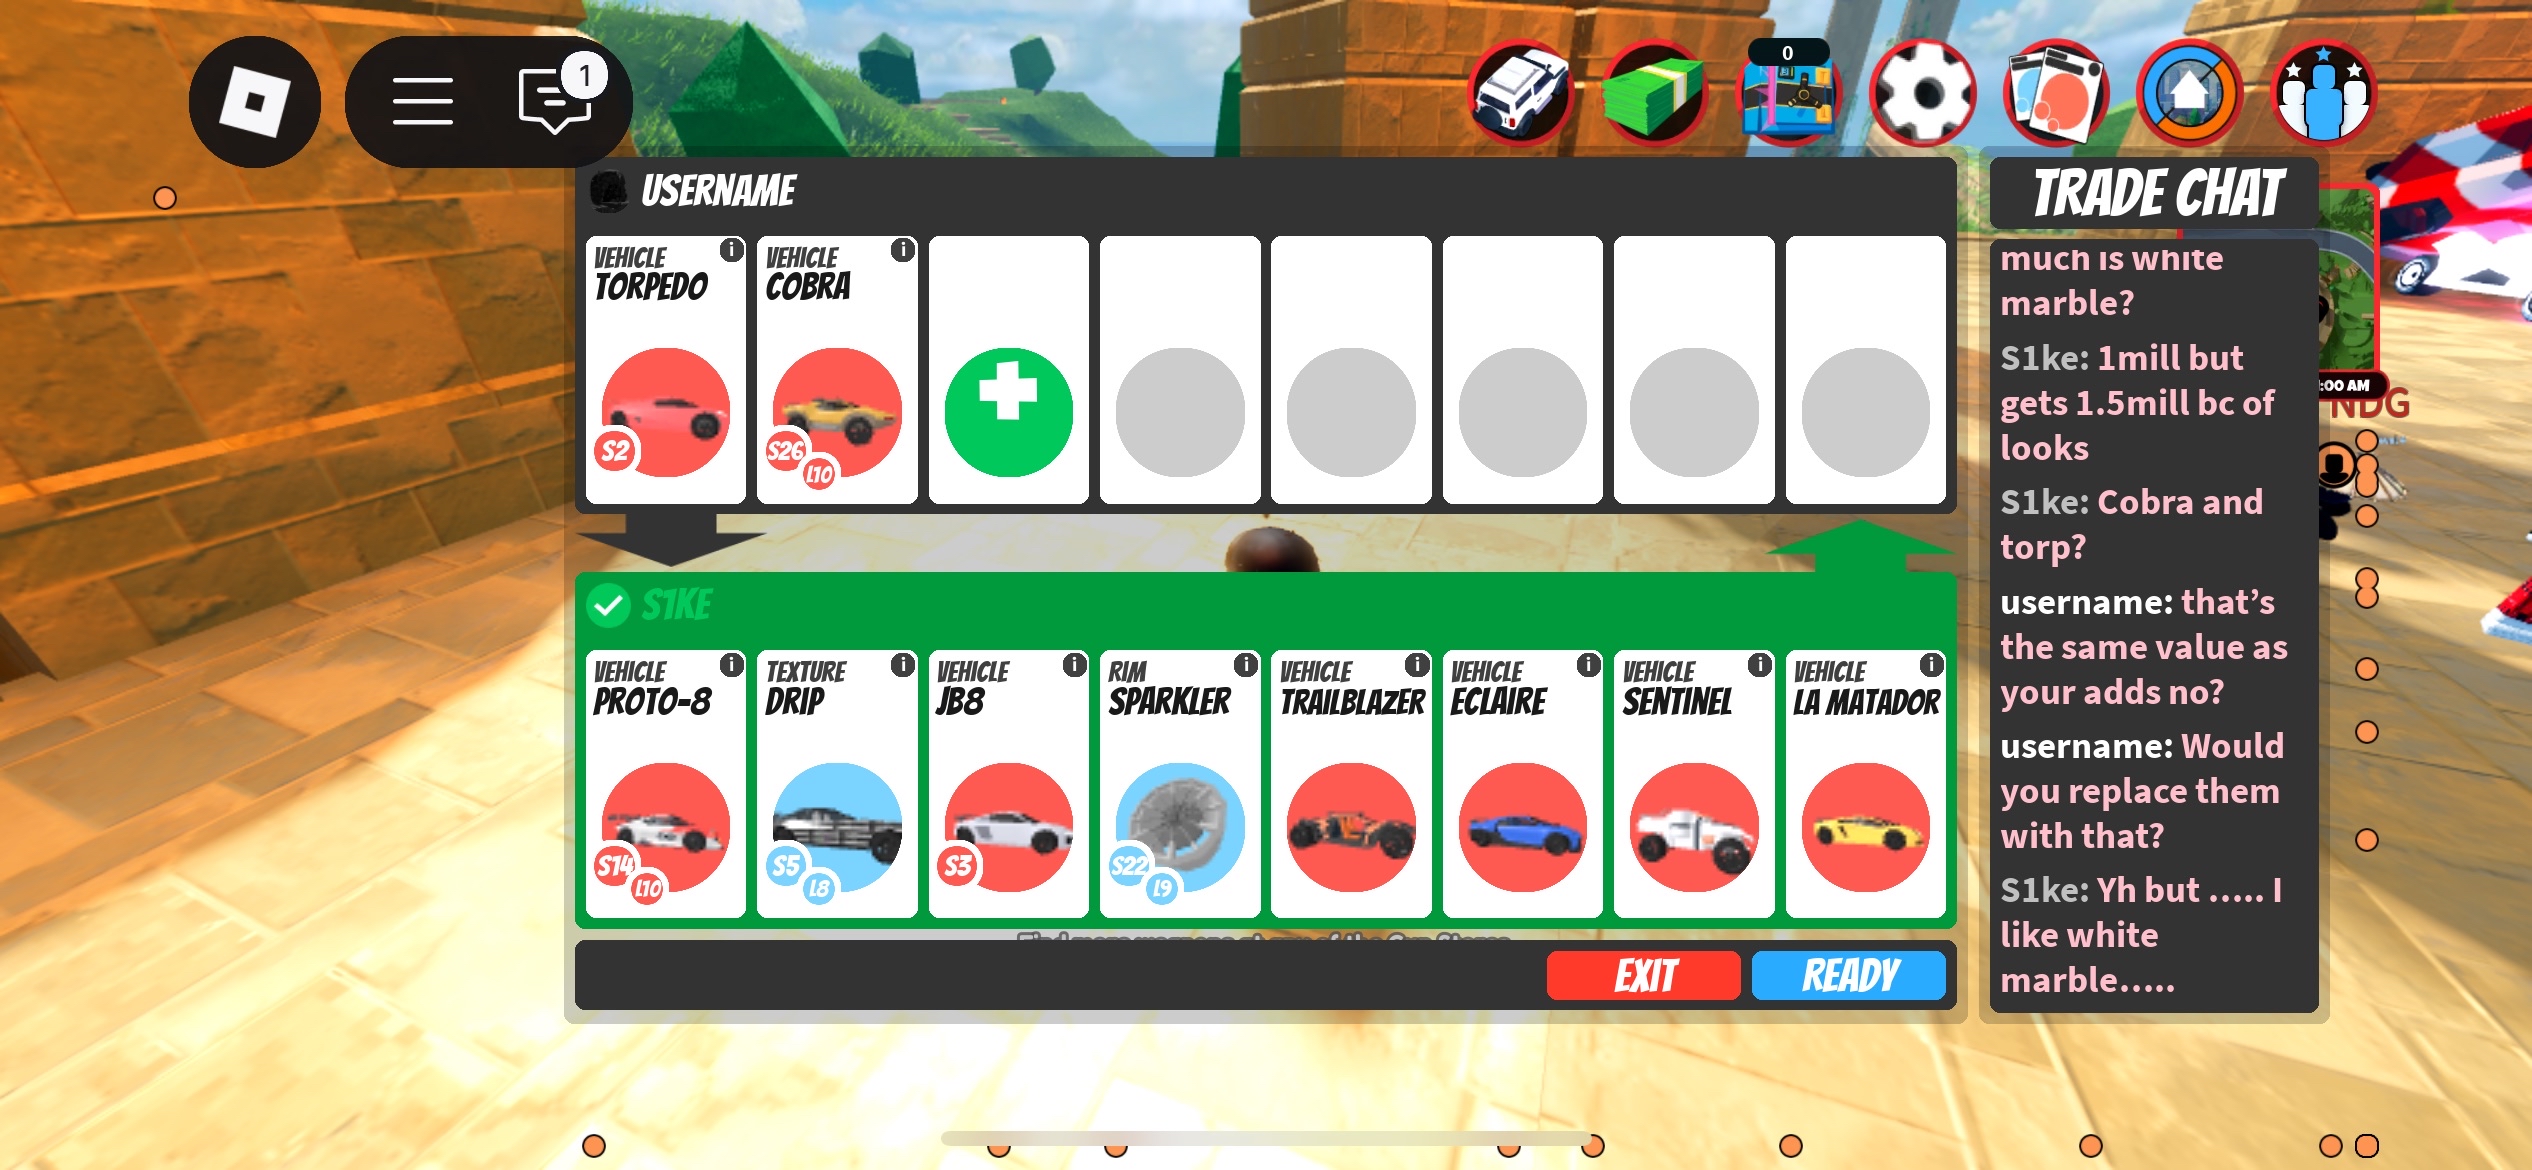 1
0
USERNAME
TRADE CHAT
VEHICLE
TORPEDO
i
S2
VEHICLE
COBRA
i
S26
L10
S1KE
VEHICLE
PROTO-8
i
S14
L10
TEXTURE
DRIP
i
S5
L8
VEHICLE
JB8
i
S3
RIM
SPARKLER
i
S22
L9
VEHICLE
TRAILBLAZER
i
VEHICLE
ECLAIRE
i
VEHICLE
SENTINEL
i
VEHICLE
LA MATADOR
i
EXIT
READY
much is white
marble?
S1ke: 1mill but
gets 1.5mill bc of
looks
S1ke: Cobra and
torp?
username: that's
the same value as
your adds no?
username: Would
you replace them
with that?
S1ke: Yh but ..... I
like white
marble.....
:00 AM
NDG